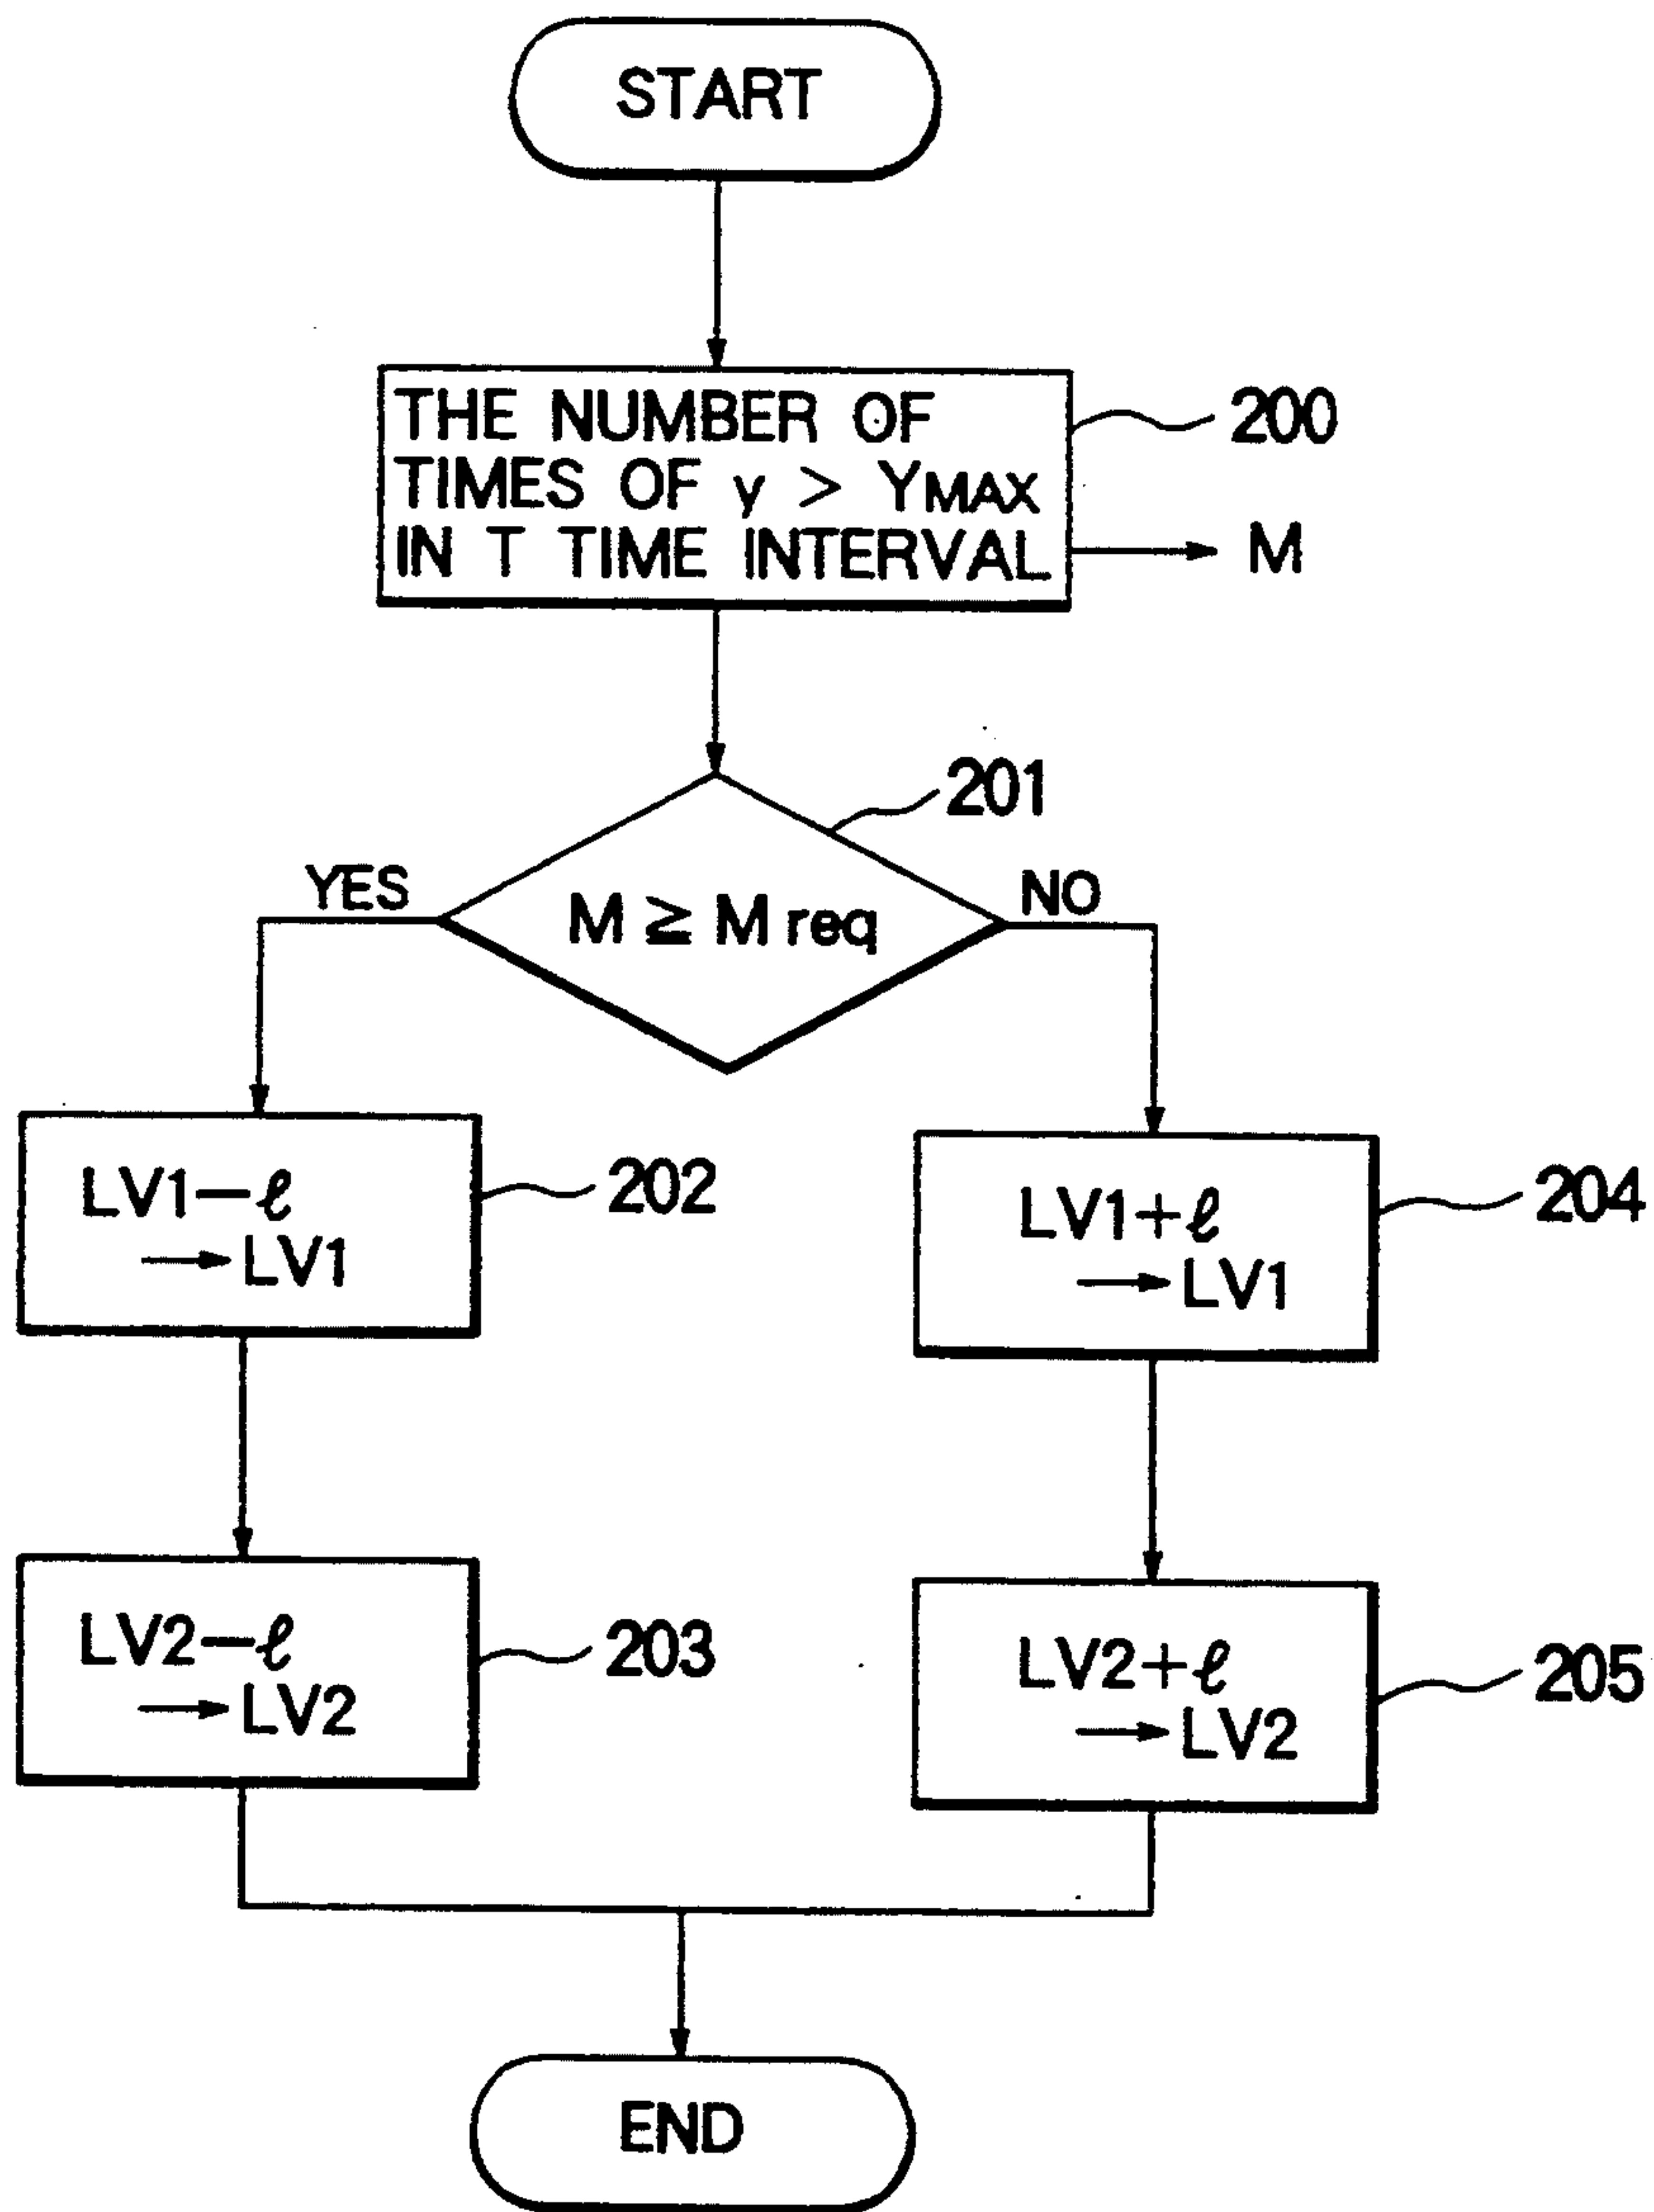 START
THE NUMBER OF
TIMES OF y > YMAX
IN T TIME INTERVAL
200
M
201
YES
M ≧ M req
NO
LV1−ℓ
→LV1
202
LV1+ℓ
→LV1
204
LV2−ℓ
→LV2
203
LV2+ℓ
→LV2
205
END